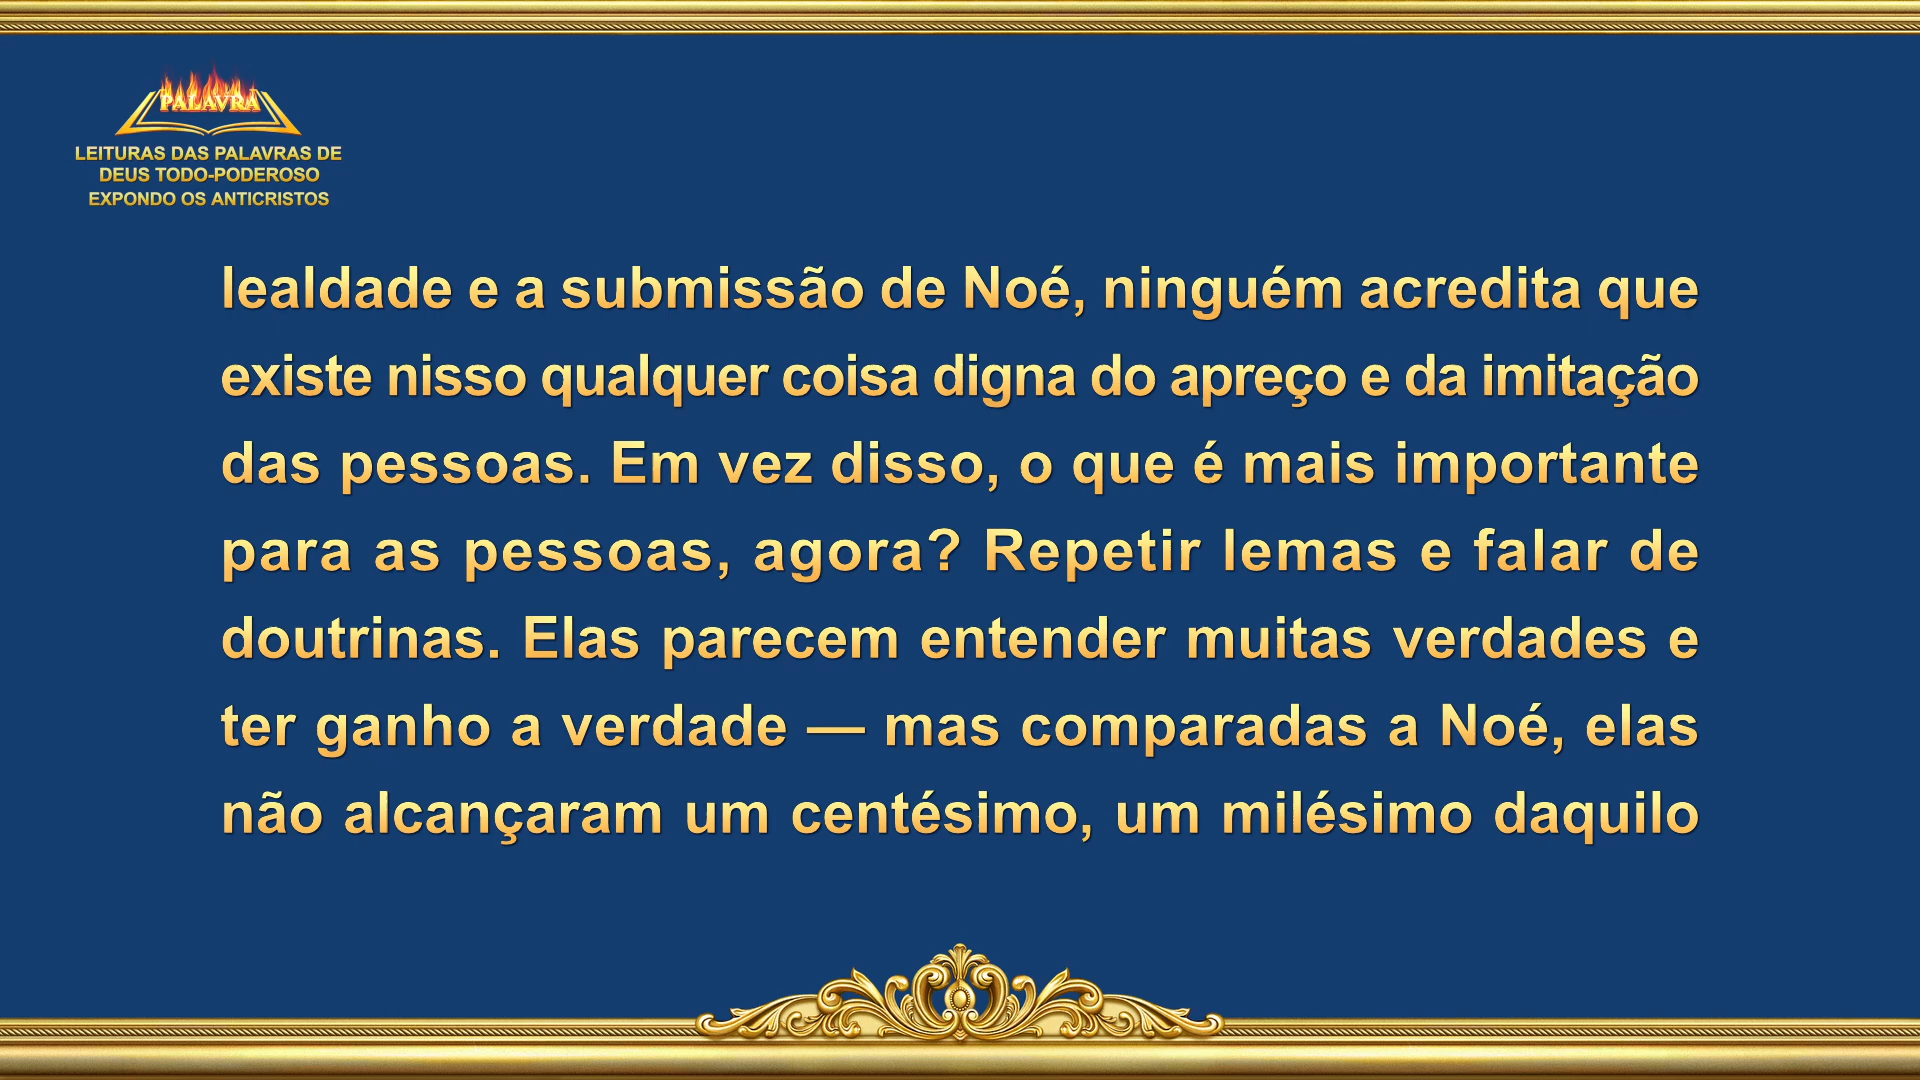 PALAVRA
LEITURAS DAS PALAVRAS DE
DEUS TODO-PODEROSO
EXPONDO OS ANTICRISTOS
lealdade e a submissão de Noé, ninguém acredita que
existe nisso qualquer coisa digna do apreço e da imitação
das pessoas. Em vez disso, o que é mais importante
para as pessoas, agora? Repetir lemas e falar de
doutrinas. Elas parecem entender muitas verdades e
ter ganho a verdade — mas comparadas a Noé, elas
não alcançaram um centésimo, um milésimo daquilo